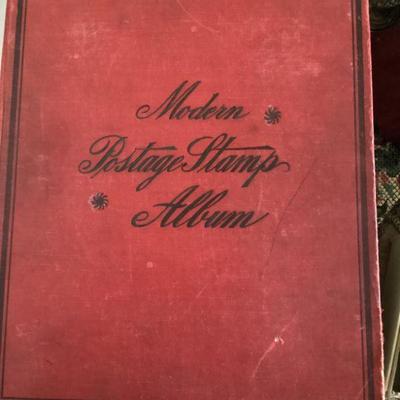 Modern
Postage Stamp
Album